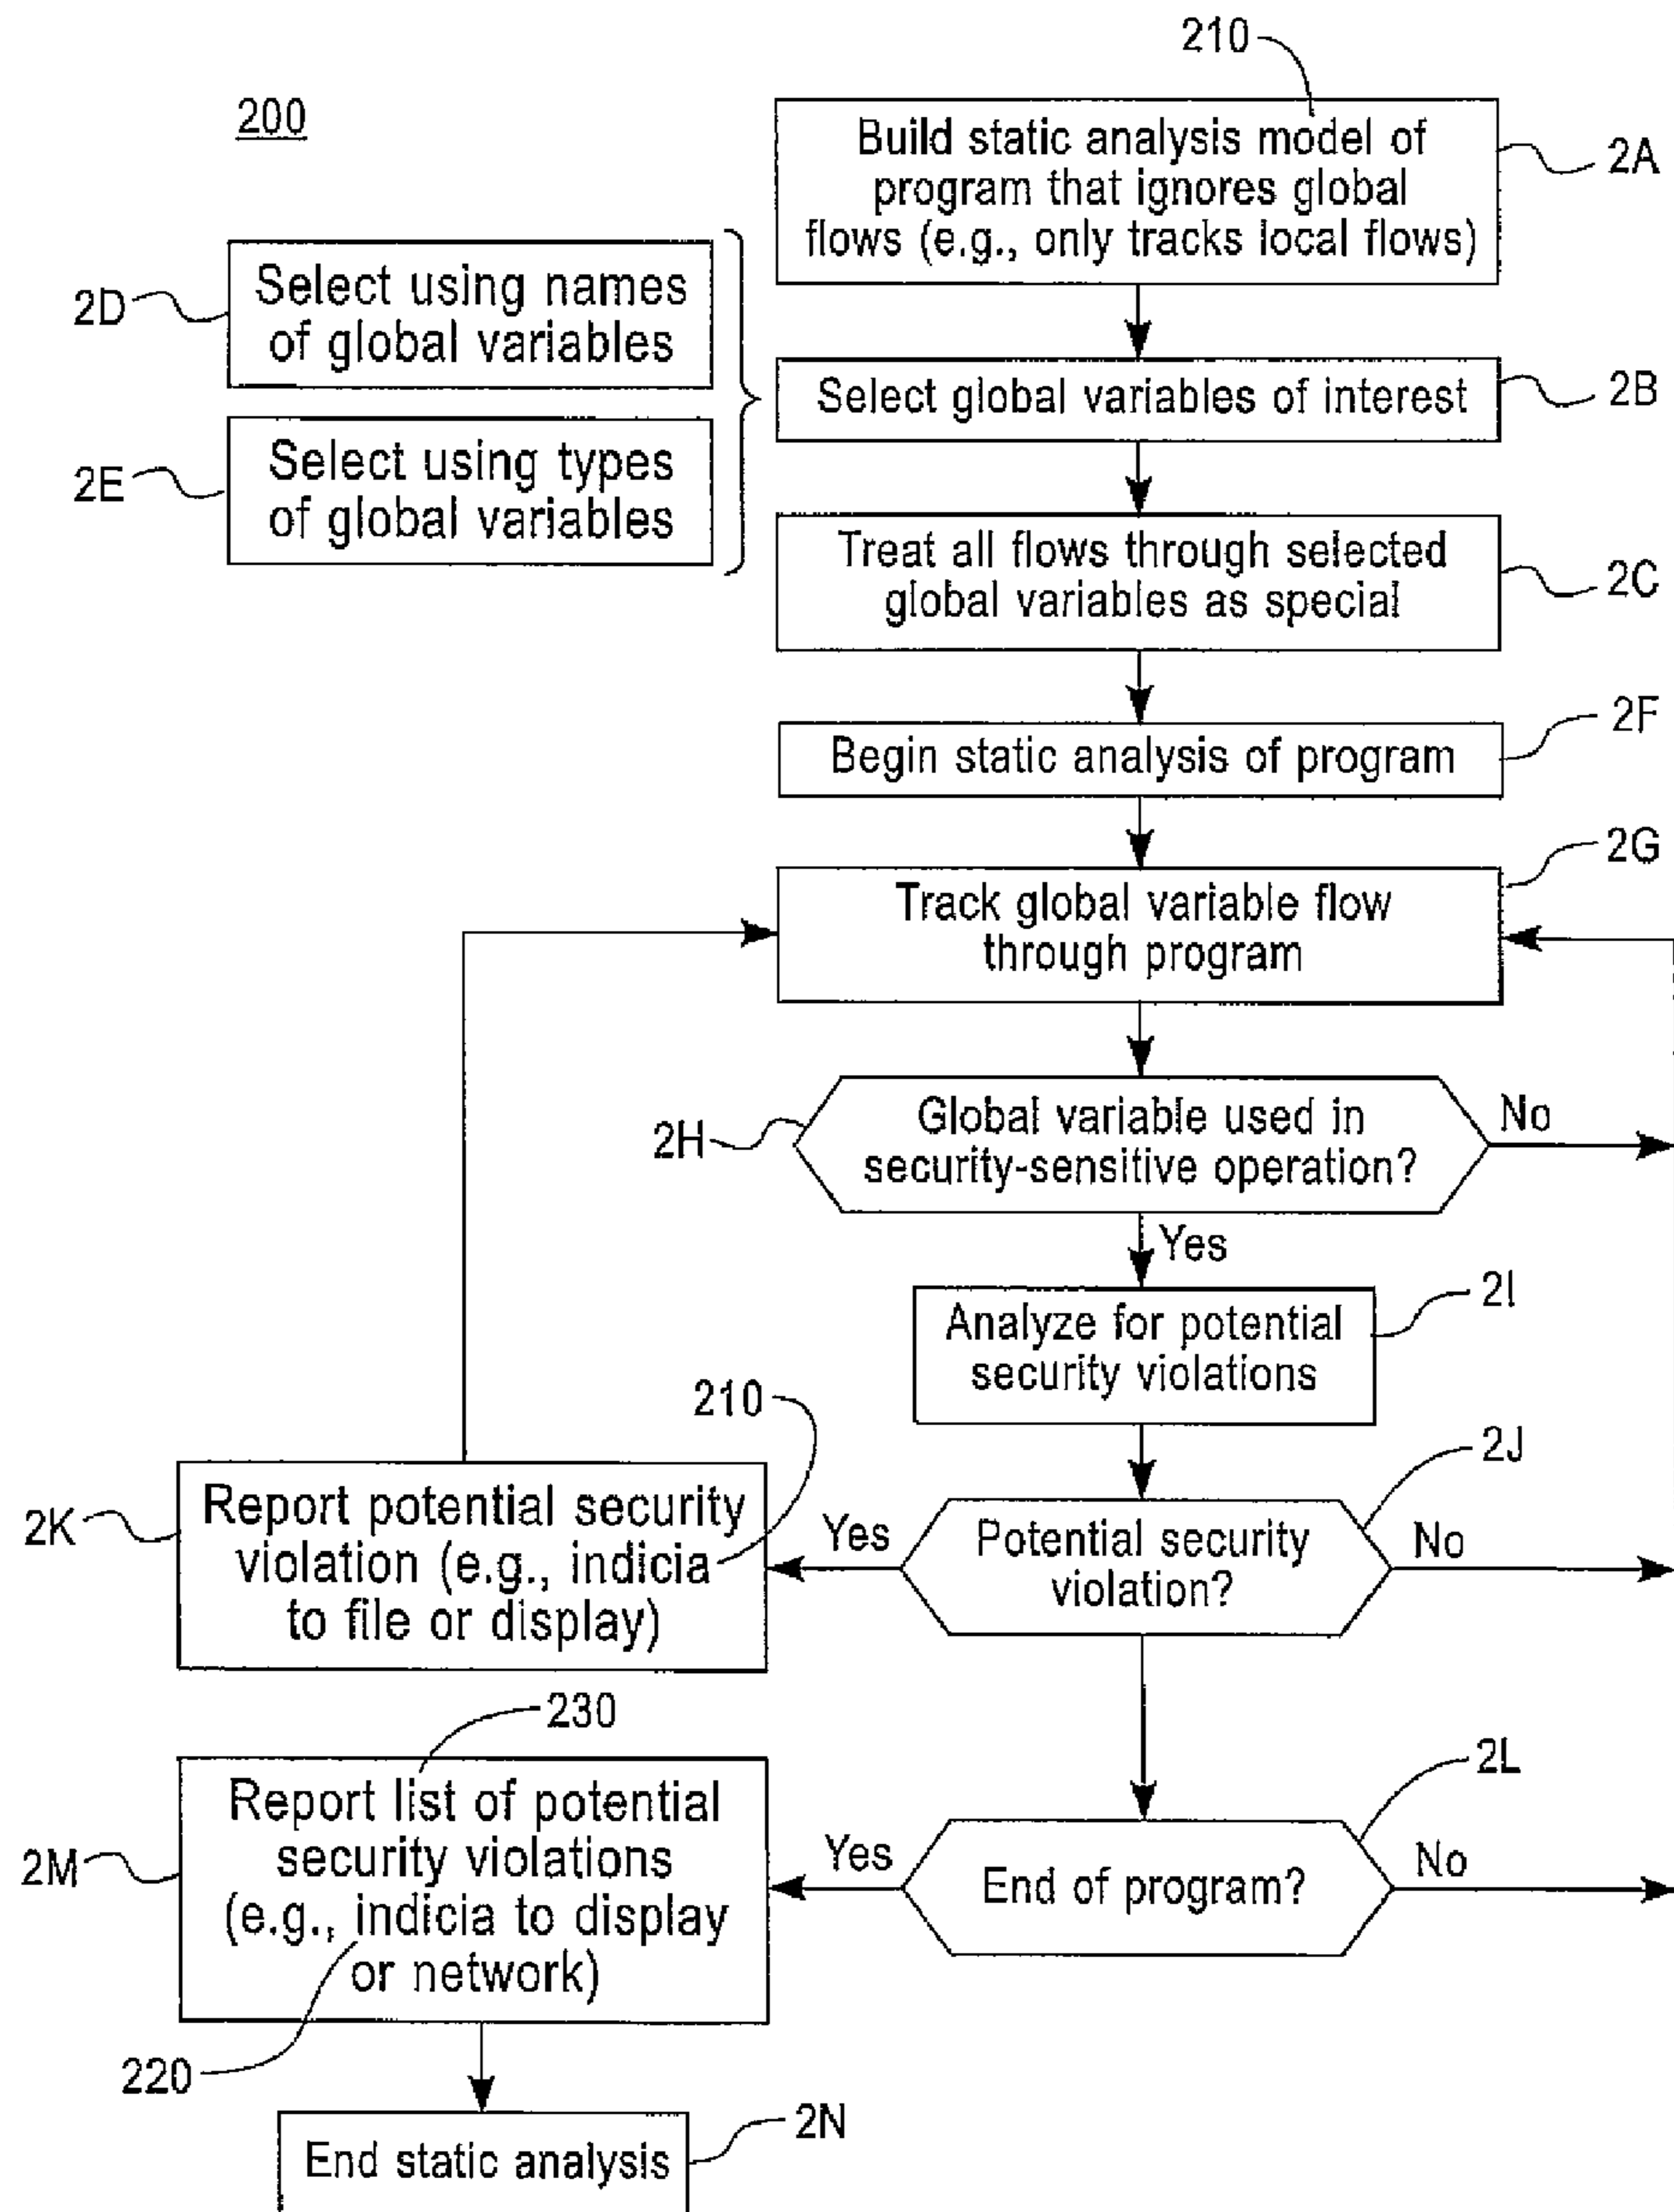 210
200
Build static analysis model of
program that ignores global
flows (e.g., only tracks local flows)
2A
2D
Select using names
of global variables
Select global variables of interest
2B
2E
Select using types
of global variables
Treat all flows through selected
global variables as special
2C
Begin static analysis of program
2F
Track global variable flow
through program
2G
2H
Global variable used in
security-sensitive operation?
No
Yes
Analyze for potential
security violations
2I
210
2K
Report potential security
violation (e.g., indicia
to file or display)
Yes
Potential security
violation?
2J
No
230
2M
Report list of potential
security violations
(e.g., indicia to display
or network)
Yes
End of program?
2L
No
220
End static analysis
2N